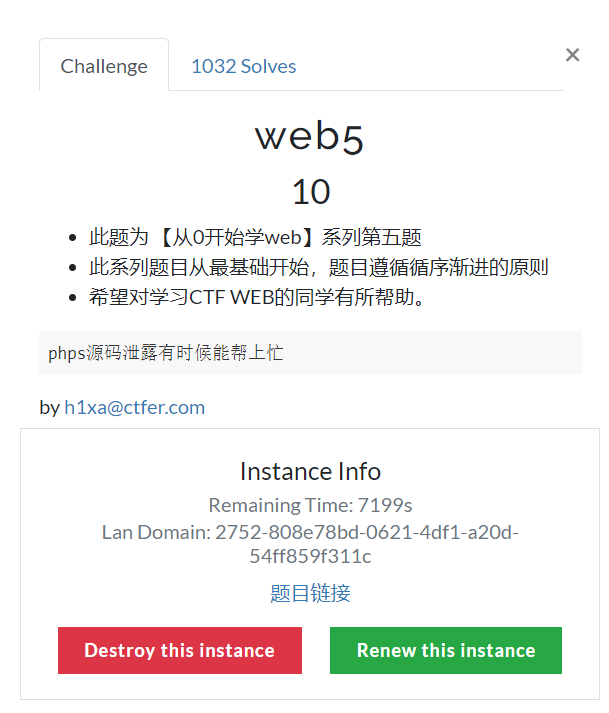 Challenge
1032 Solves
×
web5
10
此题为 【从0开始学web】系列第五题
此系列题目从最基础开始，题目遵循循序渐进的原则
希望对学习CTF WEB的同学有所帮助。
phps源码泄露有时候能帮上忙
by h1xa@ctfer.com
Instance Info
Remaining Time: 7199s
Lan Domain: 2752-808e78bd-0621-4df1-a20d-
54ff859f311c
题目链接
Destroy this instance
Renew this instance